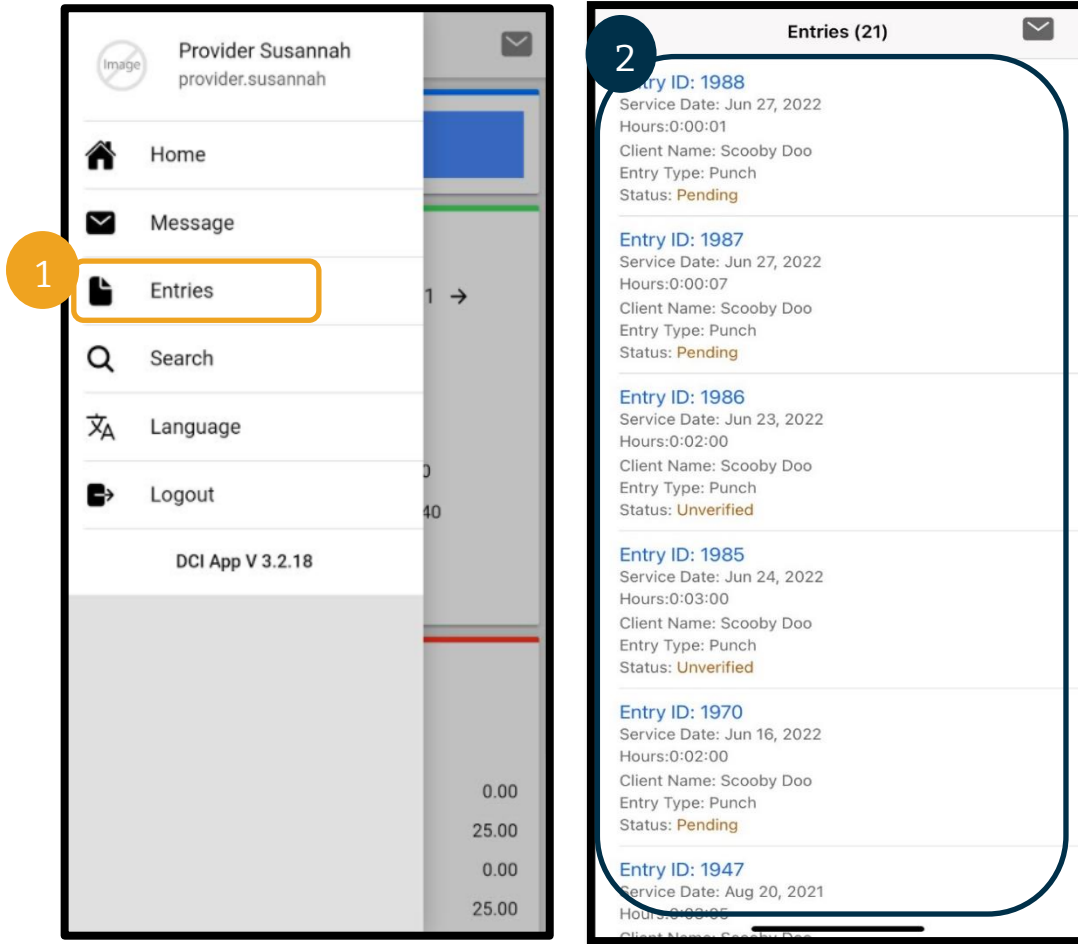 Image
Provider Susannah
provider.susannah
Home
Message
1
Entries
1 →
Search
Language
Logout
40
DCI App V 3.2.18
0.00
25.00
0.00
25.00
2
Entries (21)
Entry ID: 1988
Service Date: Jun 27, 2022
Hours:0:00:01
Client Name: Scooby Doo
Entry Type: Punch
Status: Pending
Entry ID: 1987
Service Date: Jun 27, 2022
Hours:0:00:07
Client Name: Scooby Doo
Entry Type: Punch
Status: Pending
Entry ID: 1986
Service Date: Jun 23, 2022
Hours:0:02:00
Client Name: Scooby Doo
Entry Type: Punch
Status: Unverified
Entry ID: 1985
Service Date: Jun 24, 2022
Hours:0:03:00
Client Name: Scooby Doo
Entry Type: Punch
Status: Unverified
Entry ID: 1970
Service Date: Jun 16, 2022
Hours:0:02:00
Client Name: Scooby Doo
Entry Type: Punch
Status: Pending
Entry ID: 1947
Service Date: Aug 20, 2021
Hours:0:03:05
Client Name: Scooby Doo